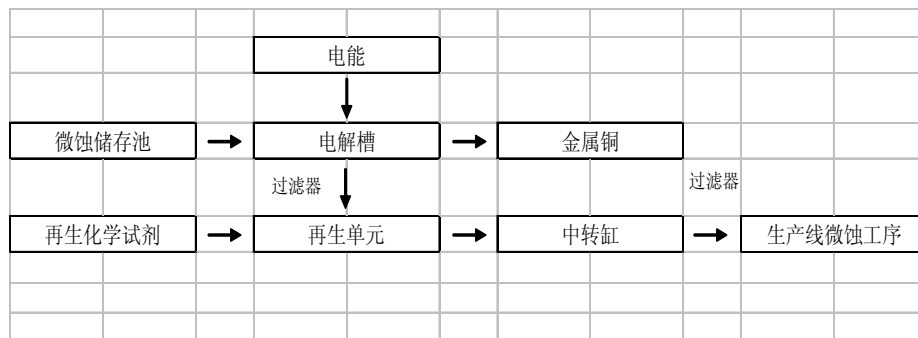 电能
微蚀储存池
电解槽
金属铜
过滤器
过滤器
再生化学试剂
再生单元
中转缸
生产线微蚀工序